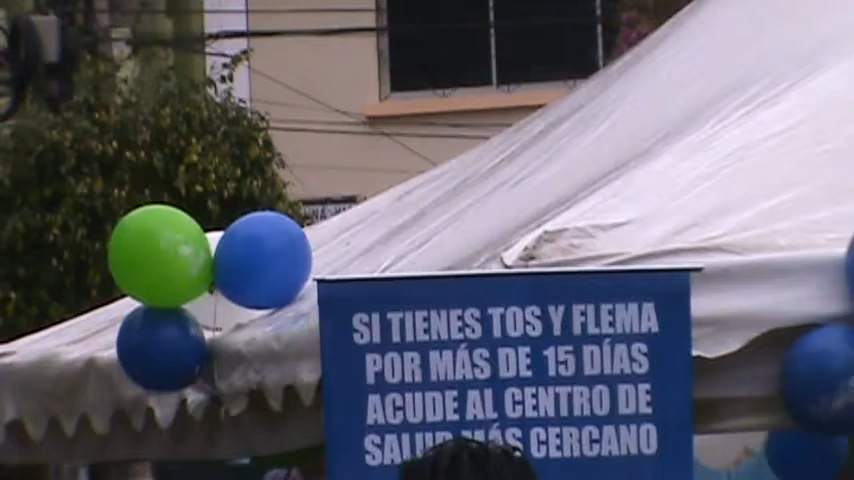 SI TIENES TOS Y FLEMA
POR MÁS DE 15 DÍAS
ACUDE AL CENTRO DE
SALUD MÁS CERCANO